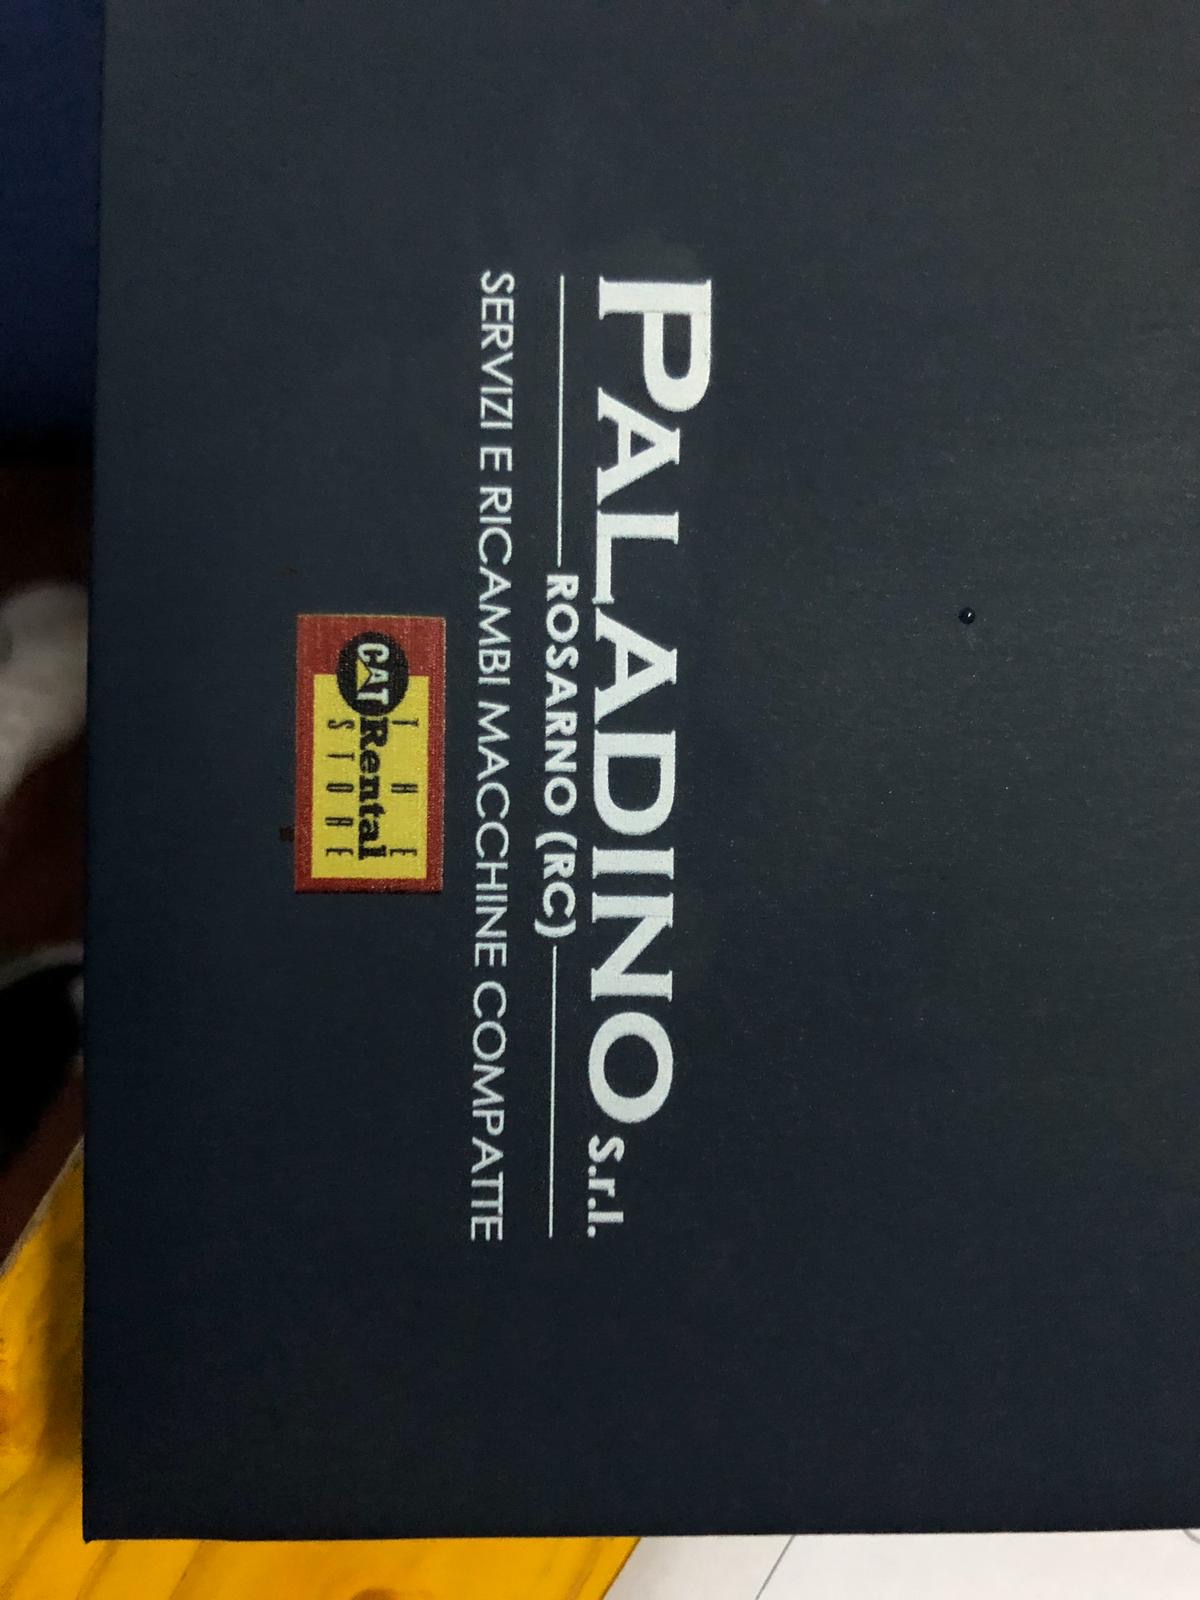 PALADINO s.r.l.
ROSARNO (RC)
SERVIZI E RICAMBI MACCHINE COMPATTE
THE
CAT Rental
STORE